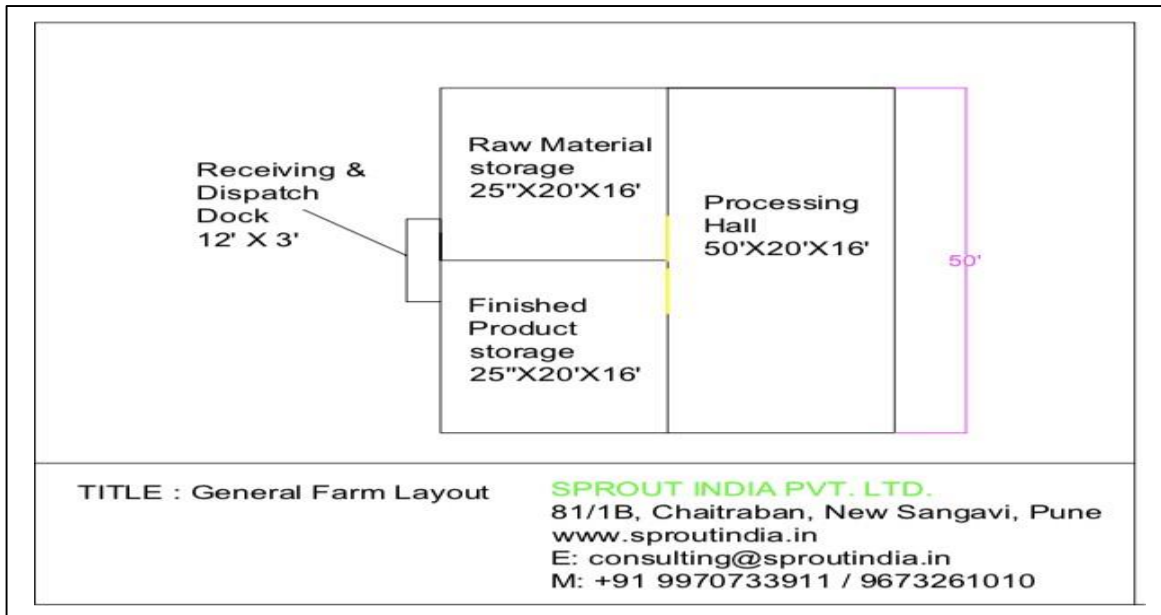 Receiving &
Dispatch
Dock
12' X 3'
Raw Material
storage
25"X20'X16'
Processing
Hall
50'X20'X16'
50'
Finished
Product
storage
25"X20'X16'
TITLE : General Farm Layout
SPROUT INDIA PVT. LTD.
81/1B, Chaitraban, New Sangavi, Pune
www.sproutindia.in
E: consulting@sproutindia.in
M: +91 9970733911 / 9673261010